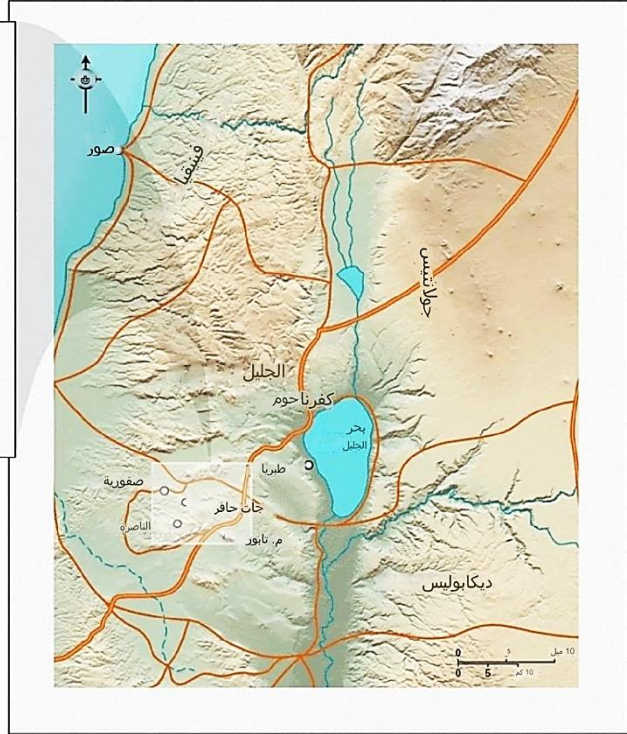 صور
فينيقيا
جولانتيس
الجليل
كفرناحوم
بحر
الجليل
طبريا
صفورية
جات حافر
الناصرة
م. تابور
ديكابوليس
0 5 10 ميل
0 5 10 كم